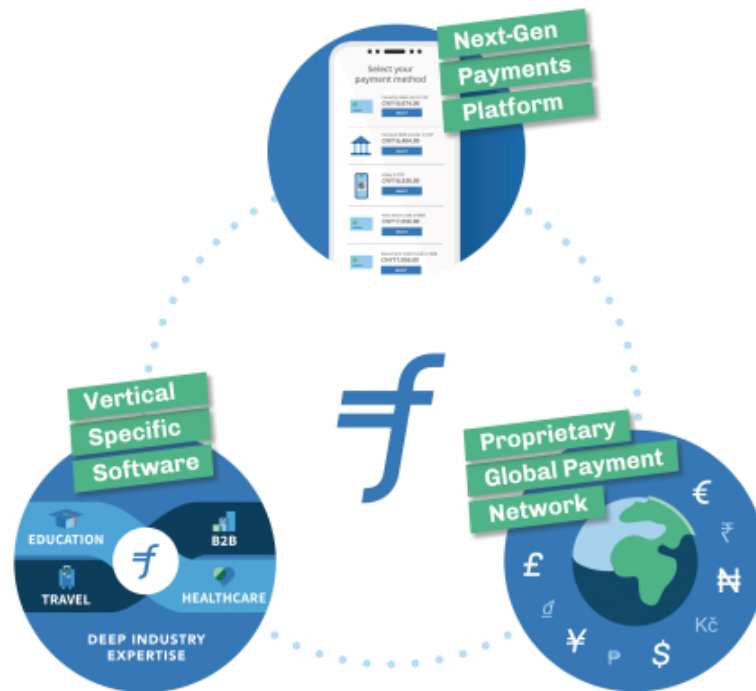 Next-Gen
Payments
Platform
Select your
payment method
Vertical
Specific
Software
EDUCATION
B2B
TRAVEL
HEALTHCARE
DEEP INDUSTRY
EXPERTISE
Proprietary
Global Payment
Network
€
₹
£
₦
₫
Kč
¥
₱
$